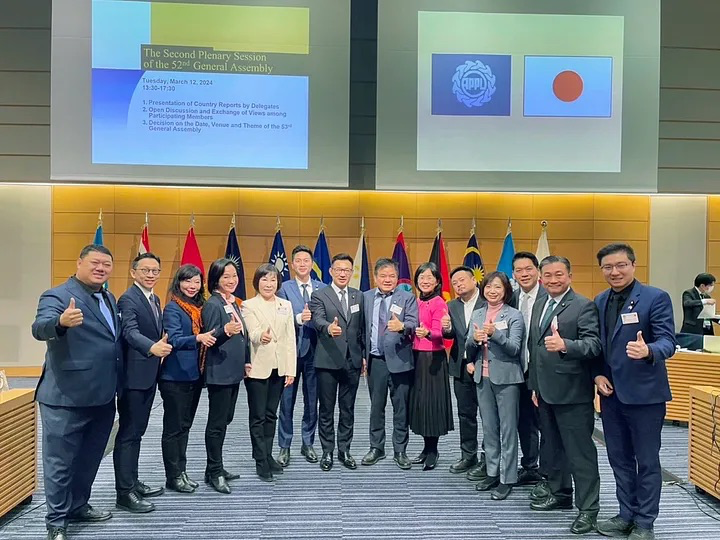 The Second Plenary Session
of the 52nd General Assembly
Tuesday, March 12, 2024
13:30-17:30
1. Presentation of Country Reports by Delegates
2. Open Discussion and Exchange of Views among
Participating Members
3. Decision on the Date, Venue and Theme of the 53rd
General Assembly
APPU